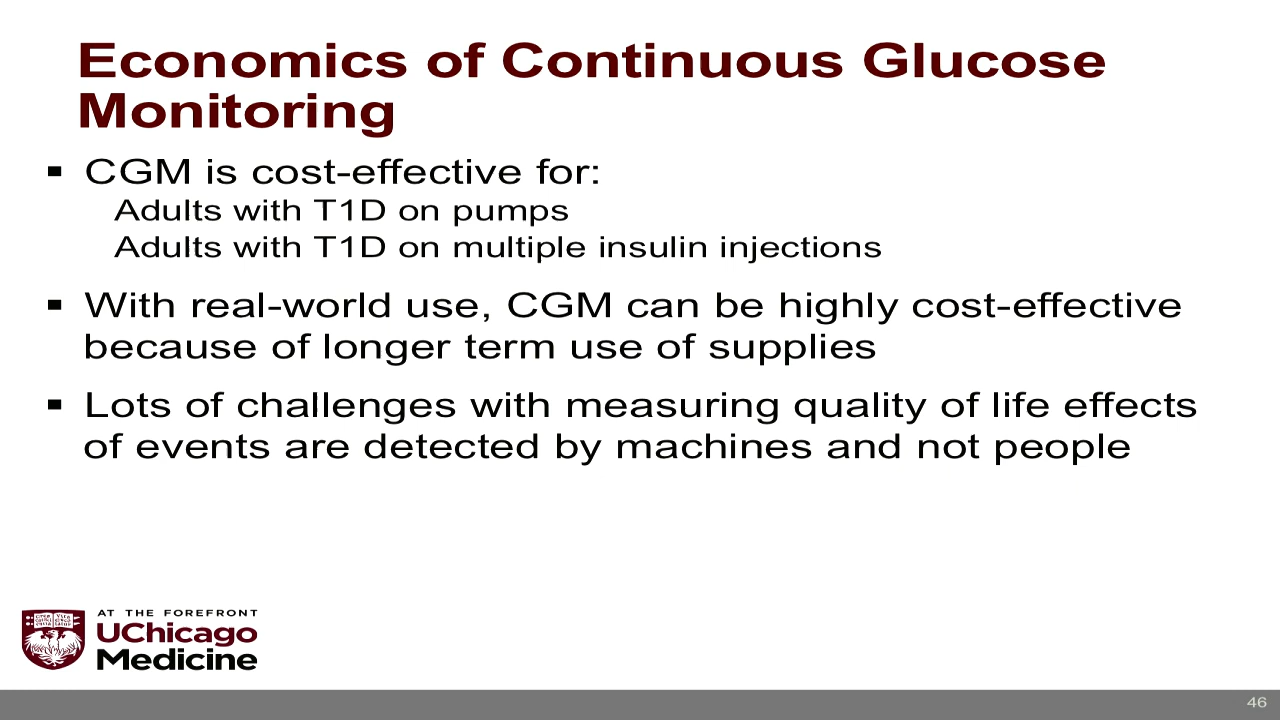 Economics of Continuous Glucose
Monitoring
▪ CGM is cost-effective for:
Adults with T1D on pumps
Adults with T1D on multiple insulin injections
▪ With real-world use, CGM can be highly cost-effective
because of longer term use of supplies
▪ Lots of challenges with measuring quality of life effects
of events are detected by machines and not people
AT THE FOREFRONT
UChicago
Medicine
46